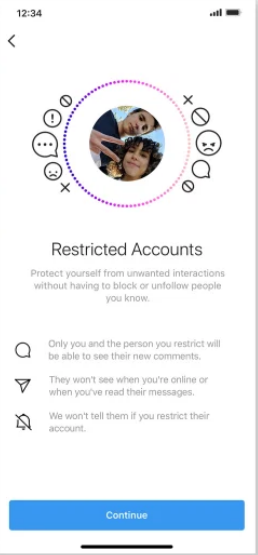 12:34
Restricted Accounts
Protect yourself from unwanted interactions
without having to block or unfollow people
you know.
Only you and the person you restrict will
be able to see their new comments.
They won't see when you're online or
when you've read their messages.
We won't tell them if you restrict their
account.
Continue